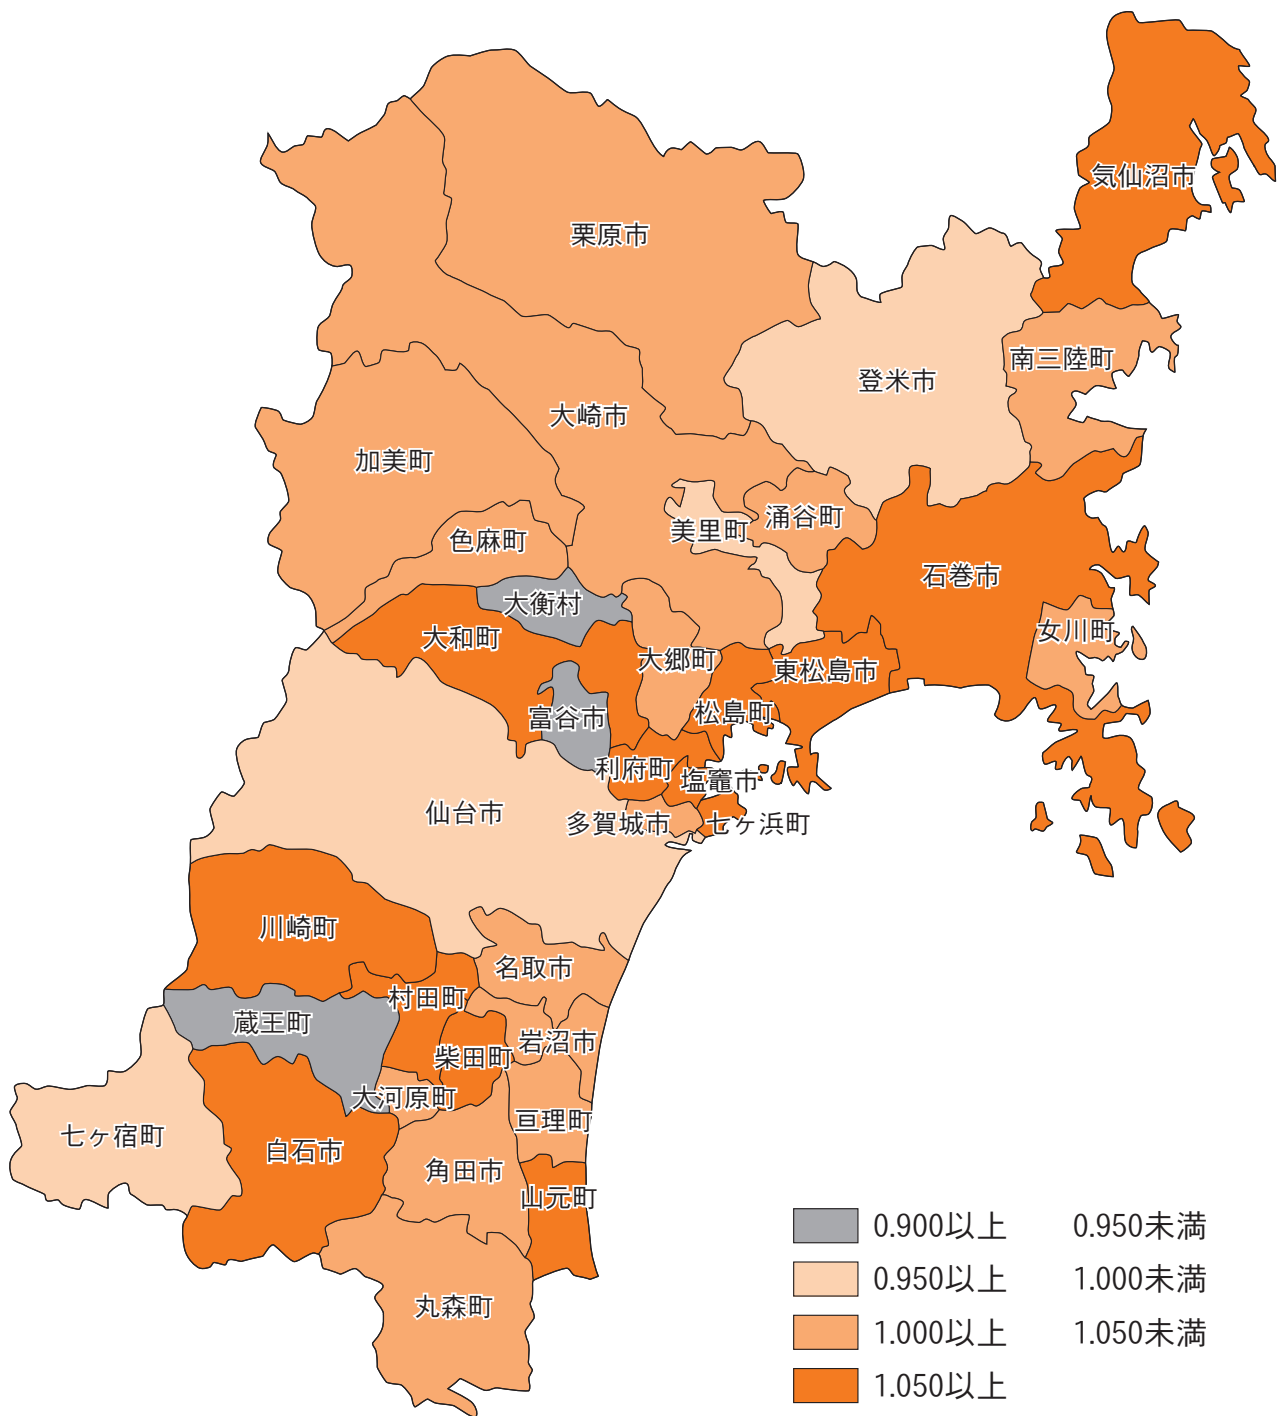 気仙沼市
栗原市
南三陸町
登米市
大崎市
加美町
涌谷町
美里町
色麻町
石巻市
大衡村
女川町
大和町
大郷町
東松島市
松島町
富谷市
利府町
塩竈市
仙台市
多賀城市
七ヶ浜町
川崎町
名取市
村田町
蔵王町
岩沼市
柴田町
大河原町
亘理町
七ヶ宿町
白石市
角田市
山元町
丸森町
0.900以上 0.950未満
0.950以上 1.000未満
1.000以上 1.050未満
1.050以上